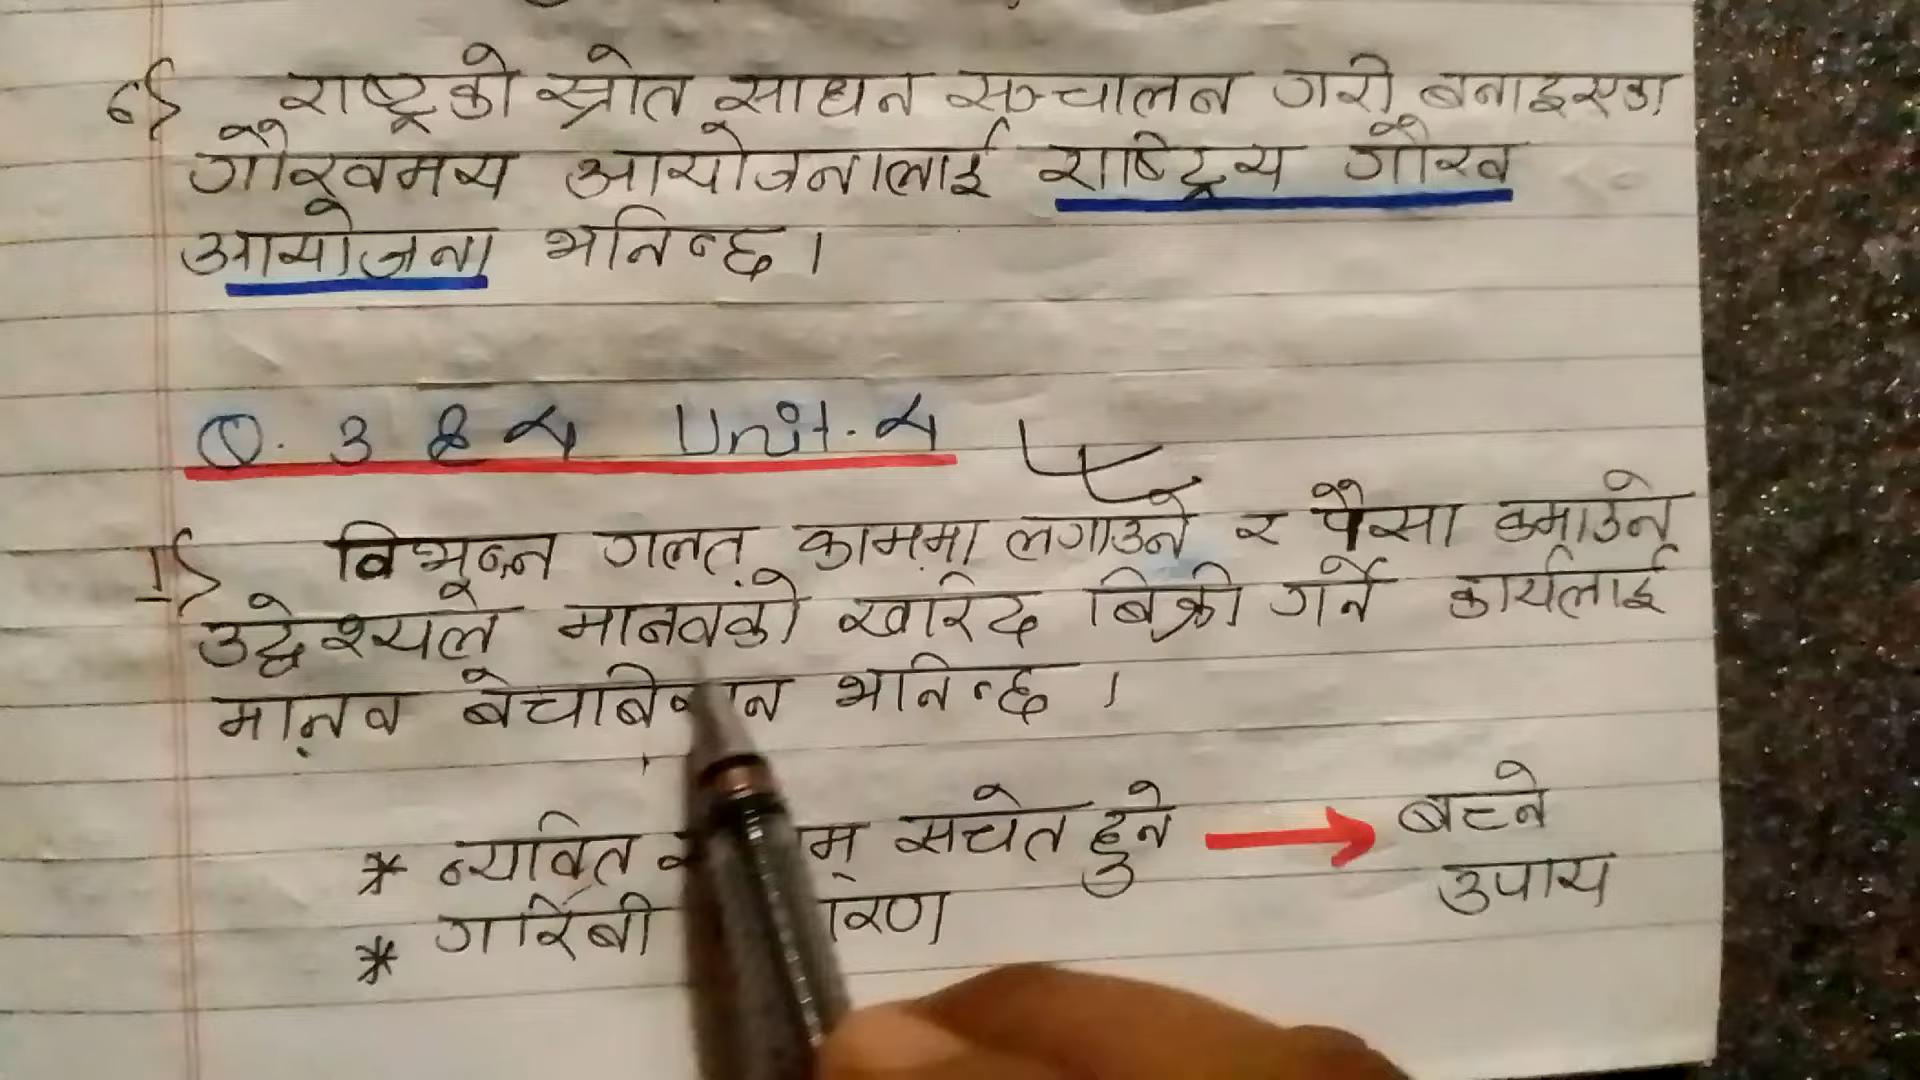 ६) राष्ट्रको स्रोत साधन सञ्चालन गरी बनाइएका
गौरवमय आयोजनालाई राष्ट्रिय गौरव
आयोजना भनिन्छ।
Q. 3 & 4 Unit. 4
1) विभून्न गलत काममा लगाउने र पैसा कमाउने
उद्देश्यले मानवको खरिद बिक्री गर्ने कार्यलाई
मानव बेचाबिखन भनिन्छ ।
* व्यक्ति सचेत हुने → बच्ने
उपाय
* गरिबी